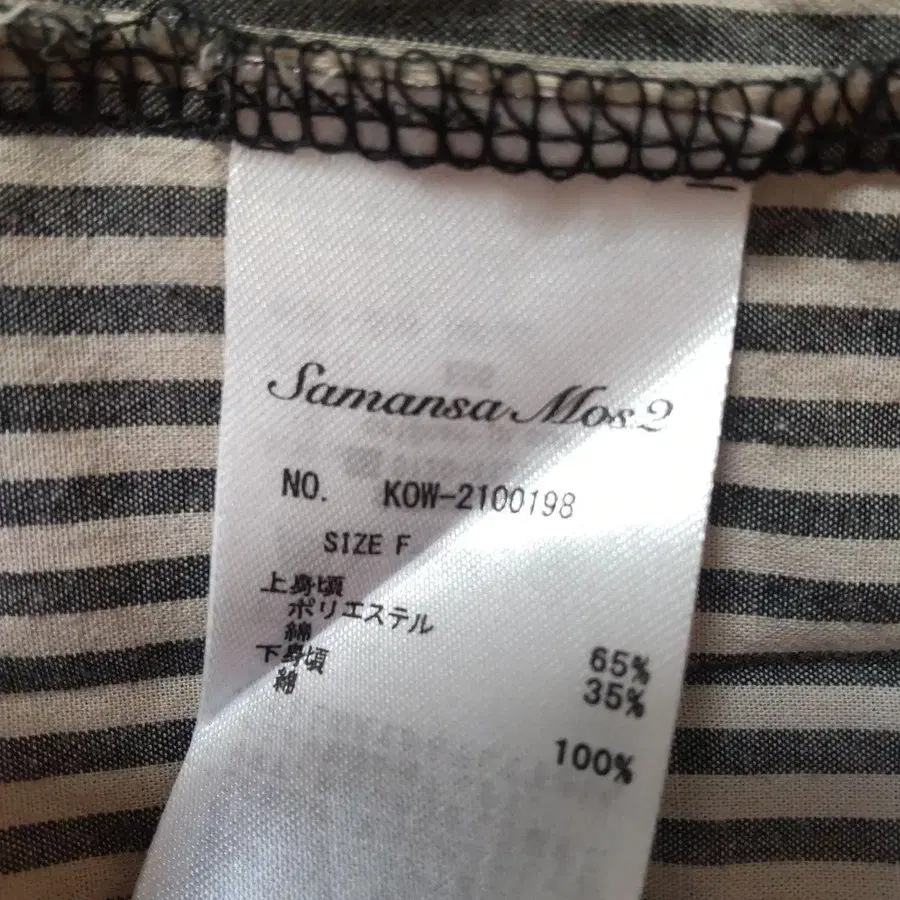 Samansa Mos2
NO. KOW-2100198
SIZE F
上身頃
ポリエステル 65%
綿 35%
下身頃
綿 100%